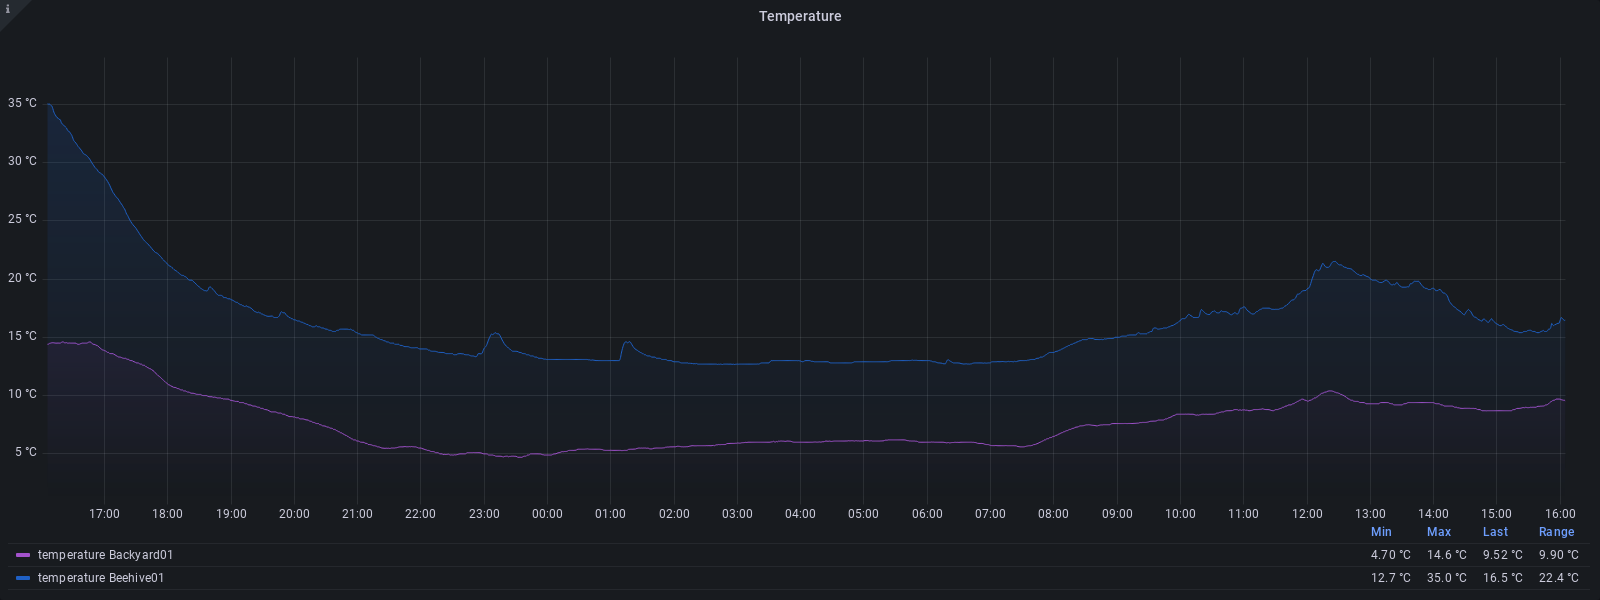 i
Temperature
35 °C
30 °C
25 °C
20 °C
15 °C
10 °C
5 °C
17:00 18:00 19:00 20:00 21:00 22:00 23:00 00:00 01:00 02:00 03:00 04:00 05:00 06:00 07:00 08:00 09:00 10:00 11:00 12:00 13:00 14:00 15:00 16:00
Min Max Last Range
temperature Backyard01 4.70 °C 14.6 °C 9.52 °C 9.90 °C
temperature Beehive01 12.7 °C 35.0 °C 16.5 °C 22.4 °C